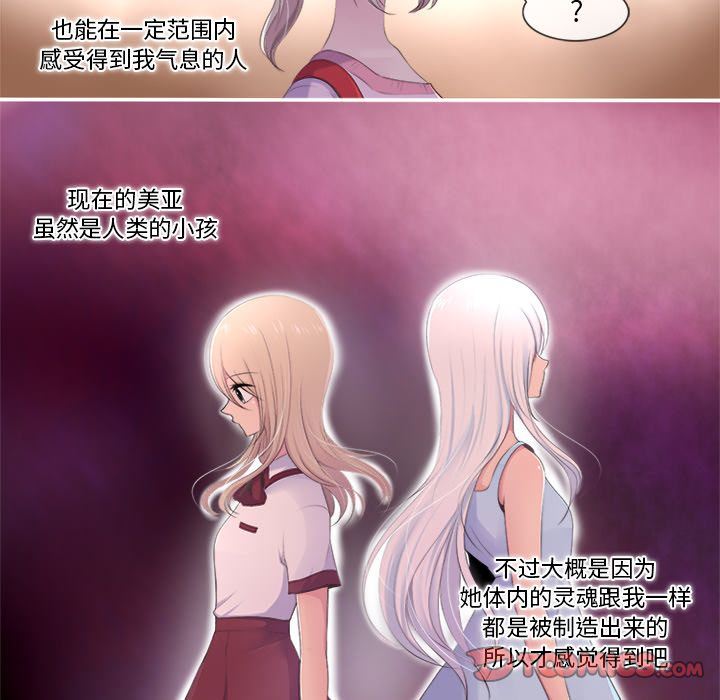 也能在一定范围内
感受得到我气息的人
?
现在的美亚
虽然是人类的小孩
不过大概是因为
她体内的灵魂跟我一样
都是被制造出来的
所以才感觉得到吧
TOOMICS.COM